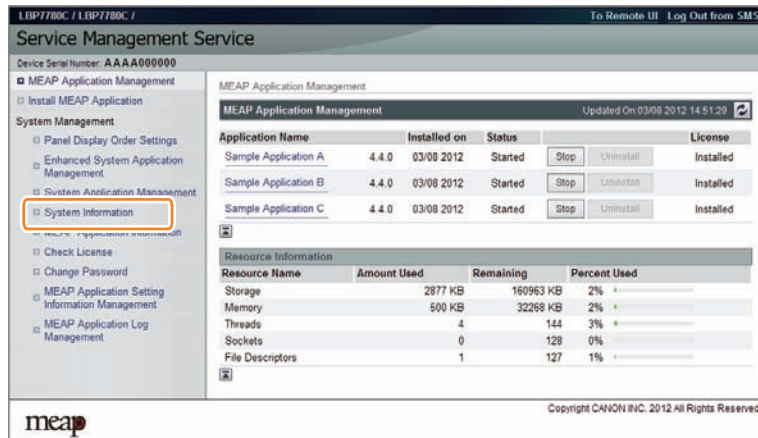 LBP7780C / LBP7780C / To Remote UI Log Out from SMS
Service Management Service
Device Serial Number: AAAA000000
MEAP Application Management
Install MEAP Application
System Management
Panel Display Order Settings
Enhanced System Application
Management
System Application Management
System Information
MEAP Application Information
Check License
Change Password
MEAP Application Setting
Information Management
MEAP Application Log
Management
MEAP Application Management
MEAP Application Management Updated On:03/08 2012 14:51:29
Application Name Installed on Status License
Sample Application A 4.4.0 03/08 2012 Started Stop Uninstall Installed
Sample Application B 4.4.0 03/08 2012 Started Stop Uninstall Installed
Sample Application C 4.4.0 03/08 2012 Started Stop Uninstall Installed
Resource Information
Resource Name Amount Used Remaining Percent Used
Storage 2877 KB 160963 KB 2%
Memory 500 KB 32268 KB 2%
Threads 4 144 3%
Sockets 0 128 0%
File Descriptors 1 127 1%
Copyright CANON INC. 2012 All Rights Reserved
meap